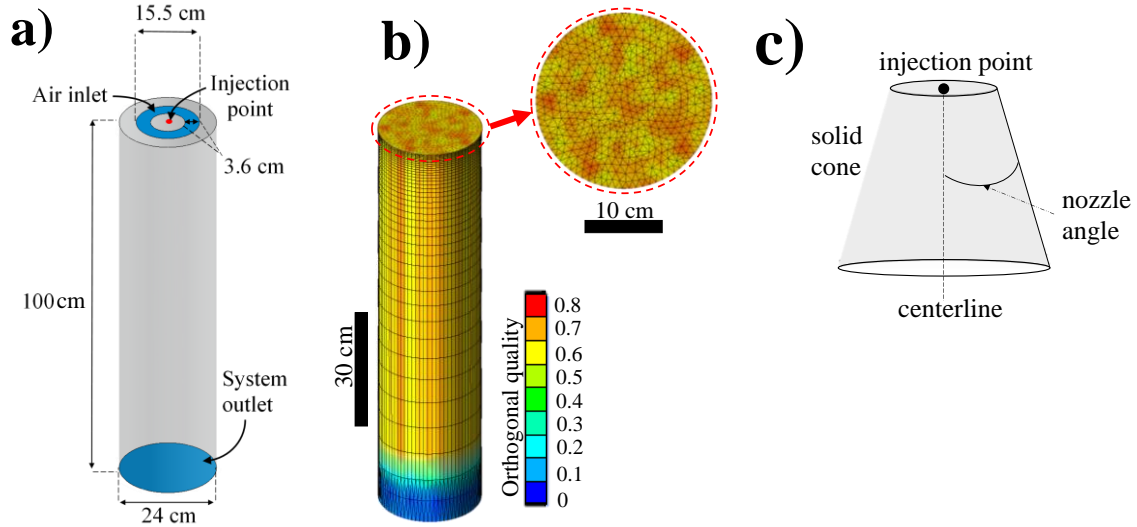 a)
15.5 cm
Air inlet
Injection
point
3.6 cm
100 cm
System
outlet
24 cm
b)
10 cm
30 cm
Orthogonal quality
0.8
0.7
0.6
0.5
0.4
0.3
0.2
0.1
0
c)
injection point
solid
cone
nozzle
angle
centerline